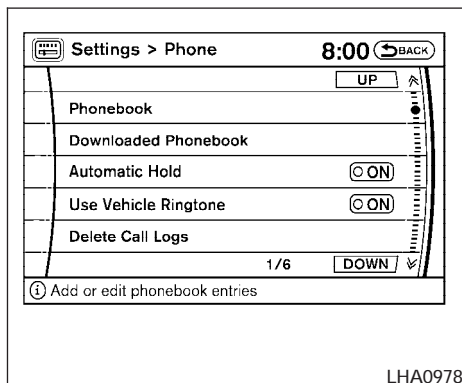 Settings > Phone 8:00 BACK
UP
Phonebook
Downloaded Phonebook
Automatic Hold ON
Use Vehicle Ringtone ON
Delete Call Logs
1/6 DOWN
i Add or edit phonebook entries
LHA0978